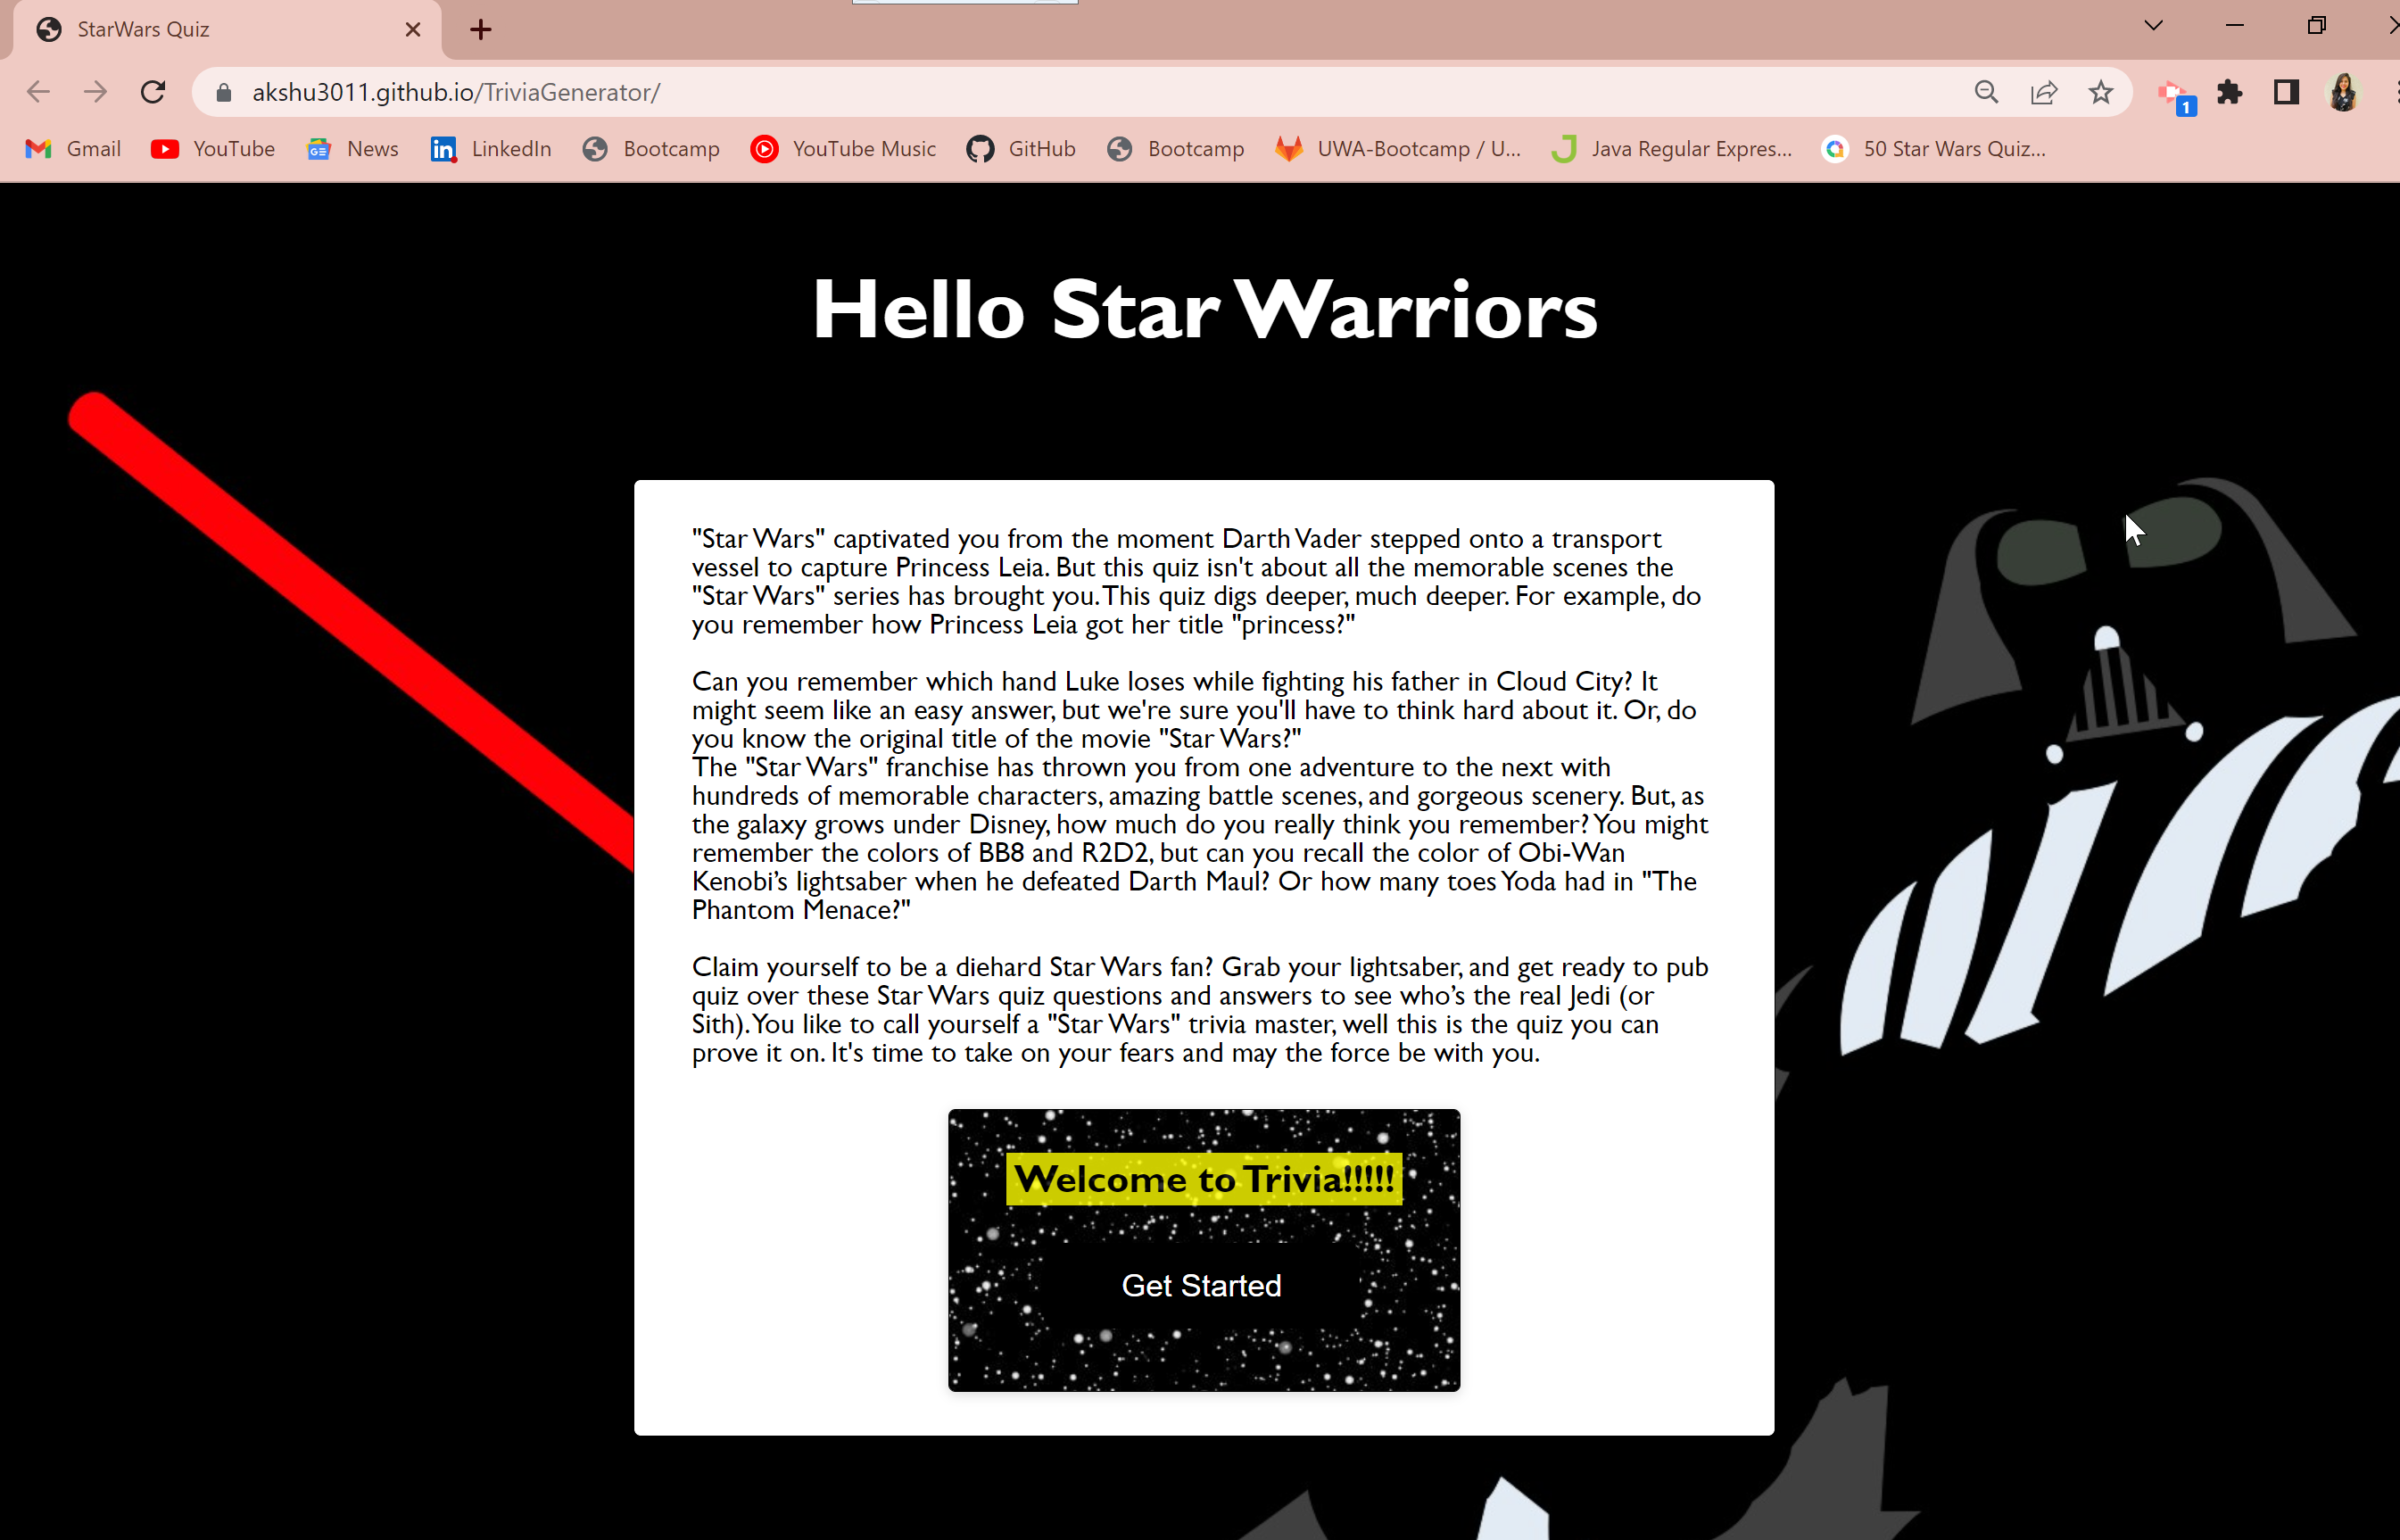 StarWars Quiz
akshu3011.github.io/TriviaGenerator/
1
Gmail
YouTube
News
LinkedIn
Bootcamp
YouTube Music
GitHub
Bootcamp
UWA-Bootcamp / U...
Java Regular Expres...
50 Star Wars Quiz...
Hello Star Warriors
"Star Wars" captivated you from the moment Darth Vader stepped onto a transport
vessel to capture Princess Leia. But this quiz isn't about all the memorable scenes the
"Star Wars" series has brought you. This quiz digs deeper, much deeper. For example, do
you remember how Princess Leia got her title "princess?"
Can you remember which hand Luke loses while fighting his father in Cloud City? It
might seem like an easy answer, but we're sure you'll have to think hard about it. Or, do
you know the original title of the movie "Star Wars?"
The "Star Wars" franchise has thrown you from one adventure to the next with
hundreds of memorable characters, amazing battle scenes, and gorgeous scenery. But, as
the galaxy grows under Disney, how much do you really think you remember? You might
remember the colors of BB8 and R2D2, but can you recall the color of Obi-Wan
Kenobi’s lightsaber when he defeated Darth Maul? Or how many toes Yoda had in "The
Phantom Menace?"
Claim yourself to be a diehard Star Wars fan? Grab your lightsaber, and get ready to pub
quiz over these Star Wars quiz questions and answers to see who’s the real Jedi (or
Sith). You like to call yourself a "Star Wars" trivia master, well this is the quiz you can
prove it on. It's time to take on your fears and may the force be with you.
Welcome to Trivia!!!!!
Get Started